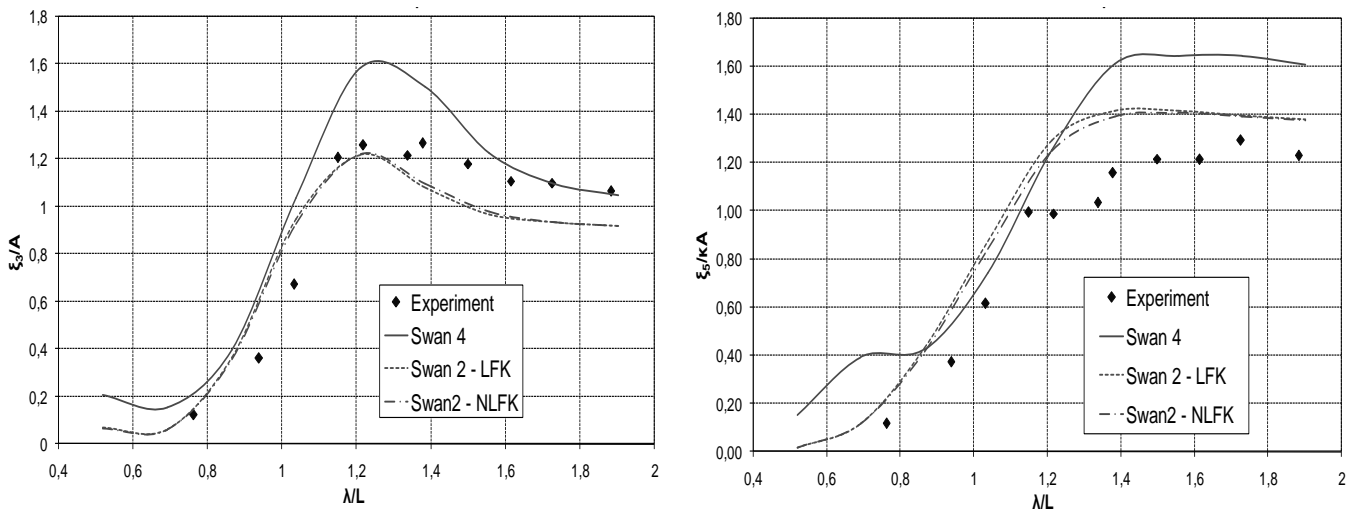 1,6
1,8
1,4
1,2
1
0,8
0,6
0,4
0,2
0
ξ₃/A
0,4 0,6 0,8 1 1,2 1,4 1,6 1,8 2
λ/L
Experiment
Swan 4
Swan 2 - LFK
Swan2 - NLFK
1,80
1,60
1,40
1,20
1,00
0,80
0,60
0,40
0,20
0,00
ξ₅/κA
0,4 0,6 0,8 1 1,2 1,4 1,6 1,8 2
λ/L
Experiment
Swan 4
Swan 2 - LFK
Swan2 - NLFK